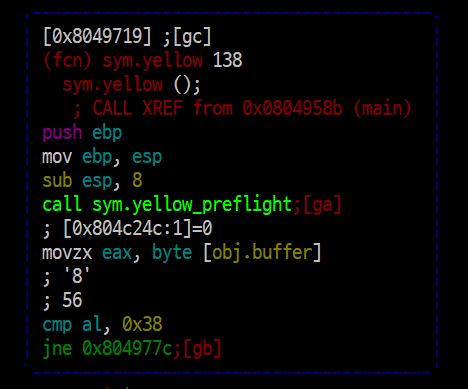 [0x8049719] ;[gc]
(fcn) sym.yellow 138
sym.yellow ();
; CALL XREF from 0x0804958b (main)
push ebp
mov ebp, esp
sub esp, 8
call sym.yellow_preflight;[ga]
; [0x804c24c:1]=0
movzx eax, byte [obj.buffer]
; '8'
; 56
cmp al, 0x38
jne 0x804977c;[gb]